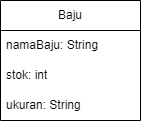 Baju
namaBaju: String
stok: int
ukuran: String